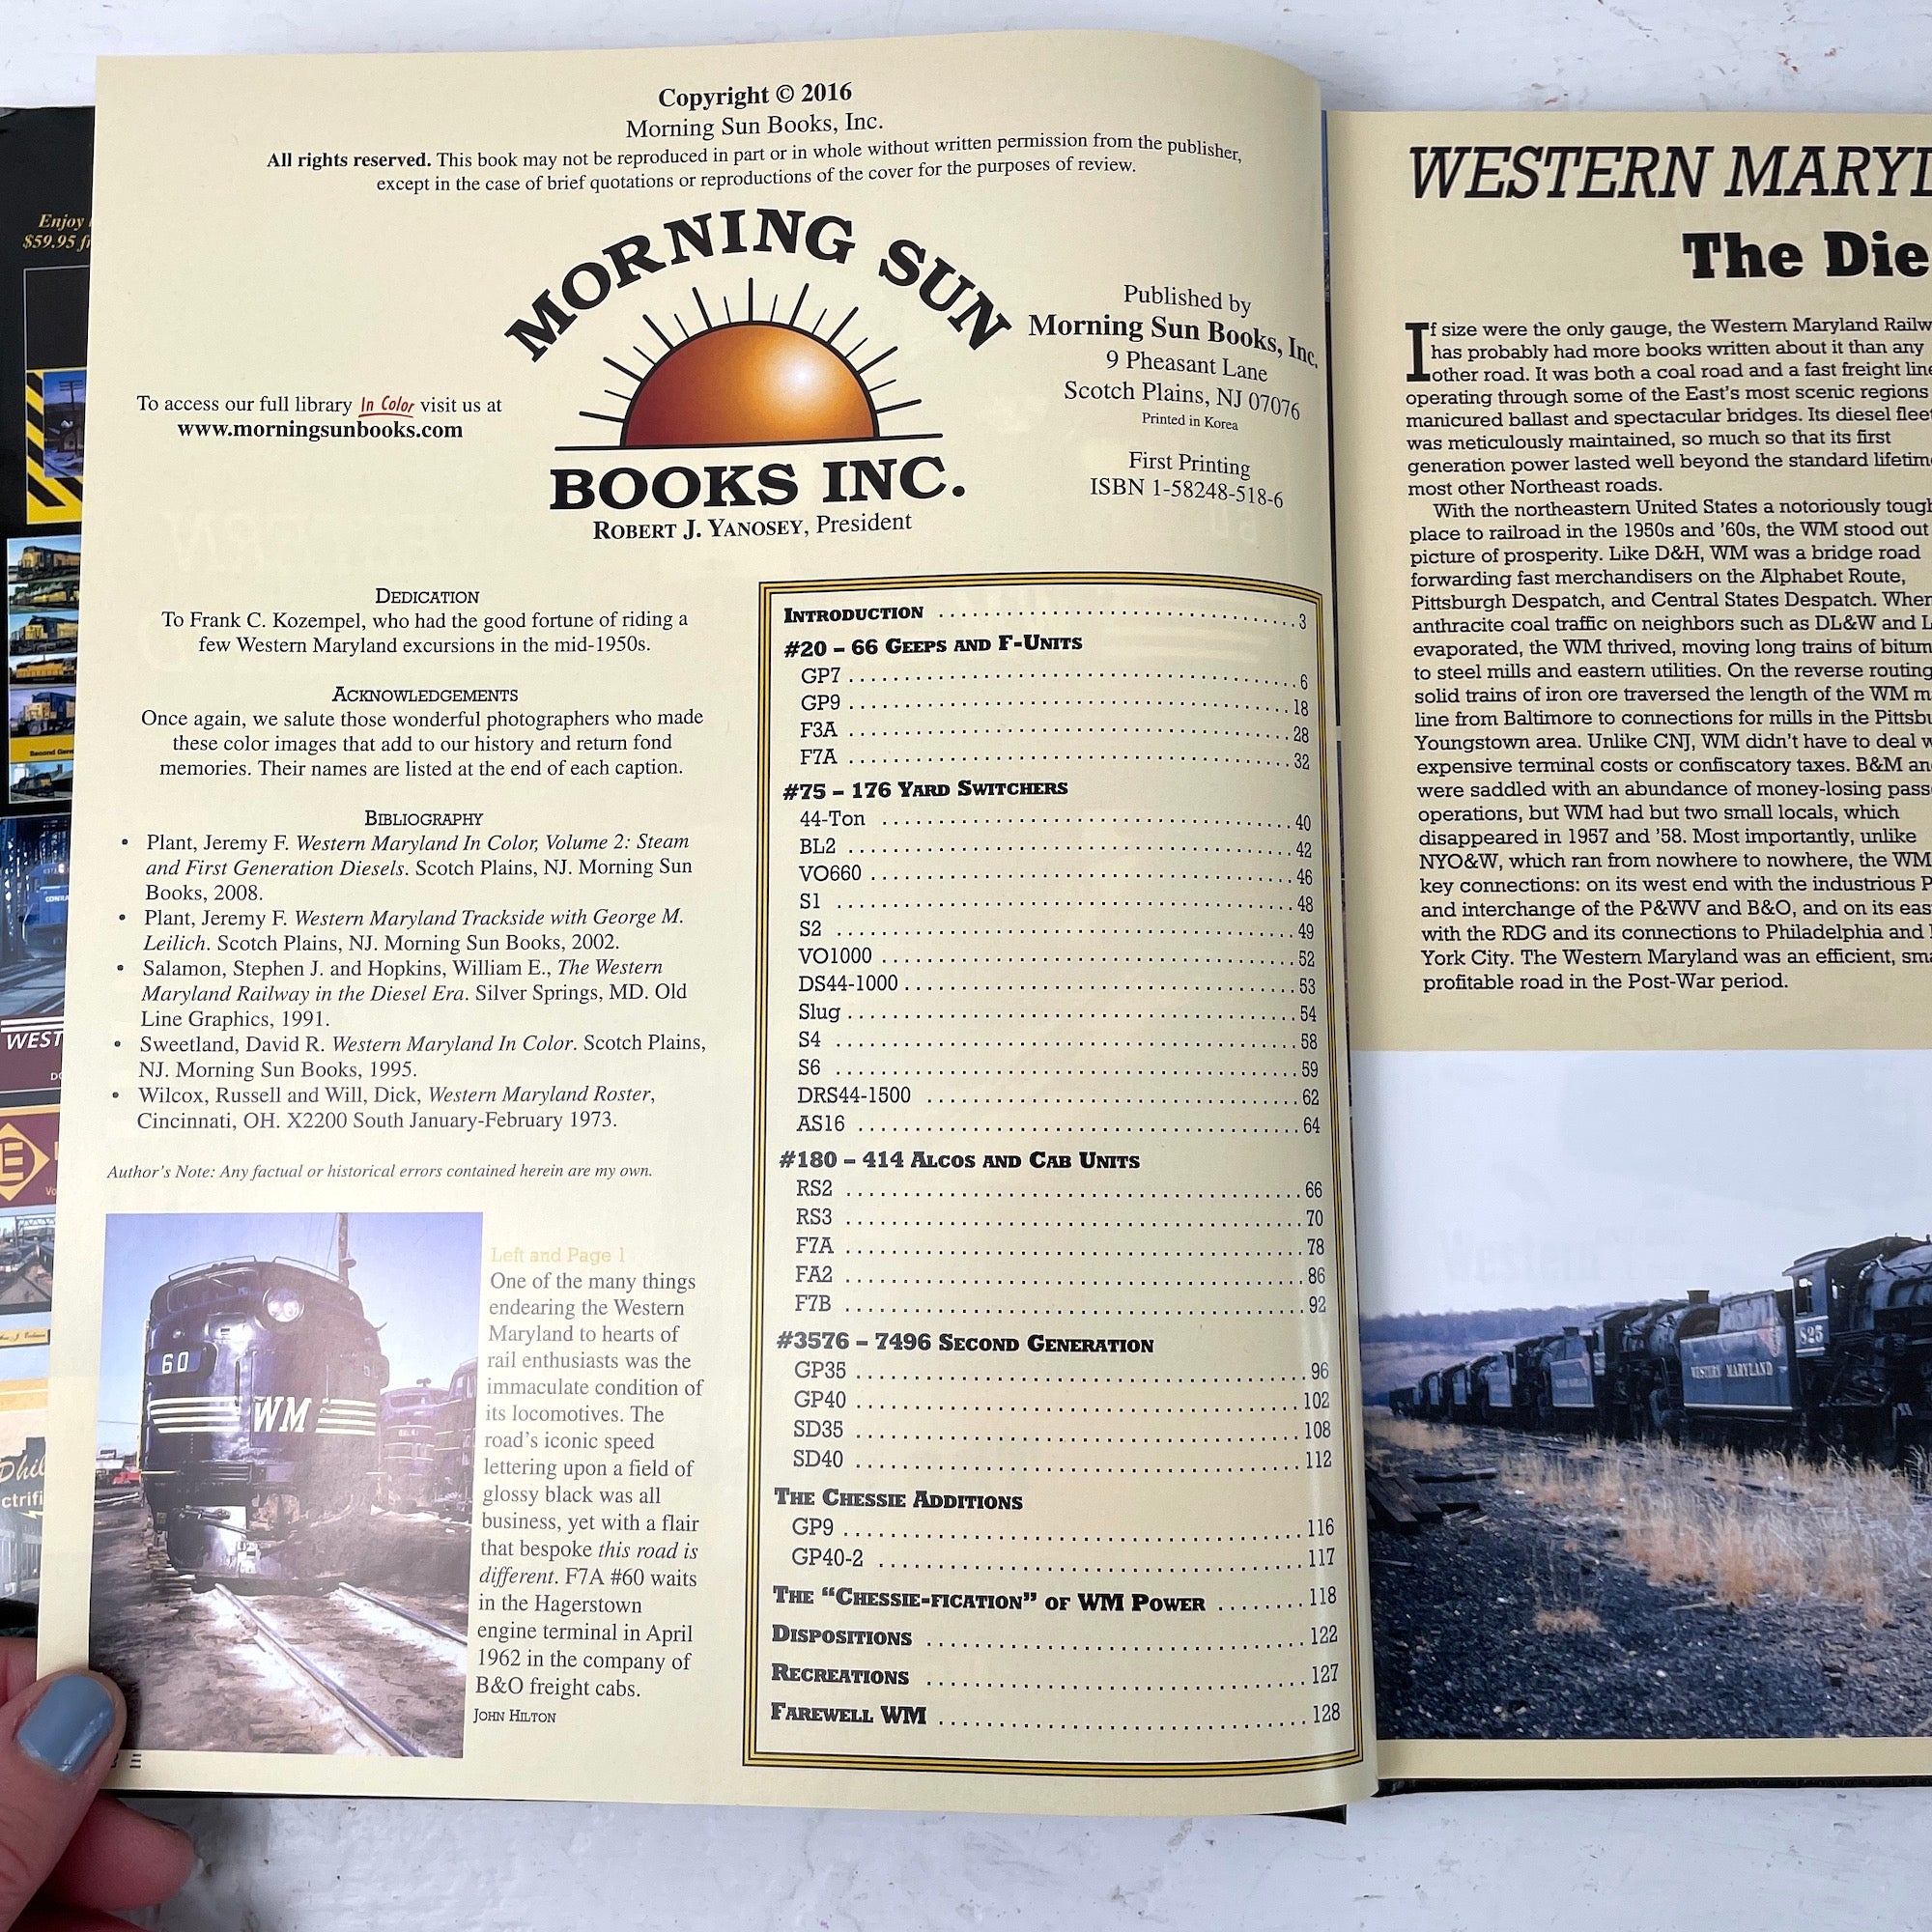 Copyright © 2016
Morning Sun Books, Inc.
All rights reserved. This book may not be reproduced in part or in whole without written permission from the publisher,
except in the case of brief quotations or reproductions of the cover for the purposes of review.
MORNING SUN
BOOKS INC.
ROBERT J. YANOSEY, President
To access our full library In Color visit us at
www.morningsunbooks.com
Published by
Morning Sun Books, Inc.
9 Pheasant Lane
Scotch Plains, NJ 07076
Printed in Korea
First Printing
ISBN 1-58248-518-6
DEDICATION
To Frank C. Kozempel, who had the good fortune of riding a
few Western Maryland excursions in the mid-1950s.
ACKNOWLEDGEMENTS
Once again, we salute those wonderful photographers who made
these color images that add to our history and return fond
memories. Their names are listed at the end of each caption.
BIBLIOGRAPHY
• Plant, Jeremy F. Western Maryland In Color, Volume 2: Steam
and First Generation Diesels. Scotch Plains, NJ. Morning Sun
Books, 2008.
• Plant, Jeremy F. Western Maryland Trackside with George M.
Leilich. Scotch Plains, NJ. Morning Sun Books, 2002.
• Salamon, Stephen J. and Hopkins, William E., The Western
Maryland Railway in the Diesel Era. Silver Springs, MD. Old
Line Graphics, 1991.
• Sweetland, David R. Western Maryland In Color. Scotch Plains,
NJ. Morning Sun Books, 1995.
• Wilcox, Russell and Will, Dick, Western Maryland Roster,
Cincinnati, OH. X2200 South January-February 1973.
Author's Note: Any factual or historical errors contained herein are my own.
60
WM
Left and Page 1
One of the many things
endearing the Western
Maryland to hearts of
rail enthusiasts was the
immaculate condition of
its locomotives. The
road's iconic speed
lettering upon a field of
glossy black was all
business, yet with a flair
that bespoke this road is
different. F7A #60 waits
in the Hagerstown
engine terminal in April
1962 in the company of
B&O freight cabs.
JOHN HILTON
INTRODUCTION 3
#20 – 66 GEEPS AND F-UNITS
GP7 6
GP9 18
F3A 28
F7A 32
#75 – 176 YARD SWITCHERS
44-Ton 40
BL2 42
VO660 46
S1 48
S2 49
VO1000 52
DS44-1000 53
Slug 54
S4 58
S6 59
DRS44-1500 62
AS16 64
#180 – 414 ALCOS AND CAB UNITS
RS2 66
RS3 70
F7A 78
FA2 86
F7B 92
#3576 – 7496 SECOND GENERATION
GP35 96
GP40 102
SD35 108
SD40 112
THE CHESSIE ADDITIONS
GP9 116
GP40-2 117
THE “CHESSIE-FICATION” OF WM POWER 118
DISPOSITIONS 122
RECREATIONS 127
FAREWELL WM 128
WESTERN MARYL
The Die
If size were the only gauge, the Western Maryland Railw
has probably had more books written about it than any
other road. It was both a coal road and a fast freight line
operating through some of the East's most scenic regions
manicured ballast and spectacular bridges. Its diesel fleet
was meticulously maintained, so much so that its first
generation power lasted well beyond the standard lifetim
most other Northeast roads.
With the northeastern United States a notoriously tough
place to railroad in the 1950s and '60s, the WM stood out
picture of prosperity. Like D&H, WM was a bridge road
forwarding fast merchandisers on the Alphabet Route,
Pittsburgh Despatch, and Central States Despatch. When
anthracite coal traffic on neighbors such as DL&W and L
evaporated, the WM thrived, moving long trains of bitum
to steel mills and eastern utilities. On the reverse routing
solid trains of iron ore traversed the length of the WM m
line from Baltimore to connections for mills in the Pittsbu
Youngstown area. Unlike CNJ, WM didn't have to deal w
expensive terminal costs or confiscatory taxes. B&M an
were saddled with an abundance of money-losing pass
operations, but WM had but two small locals, which
disappeared in 1957 and '58. Most importantly, unlike
NYO&W, which ran from nowhere to nowhere, the WM
key connections: on its west end with the industrious P
and interchange of the P&WV and B&O, and on its eas
with the RDG and its connections to Philadelphia and
York City. The Western Maryland was an efficient, sma
profitable road in the Post-War period.
WESTERN MARYLAND
825
Enjoy
$59.95 f
Second Gen
WEST
Phil
ctrifi